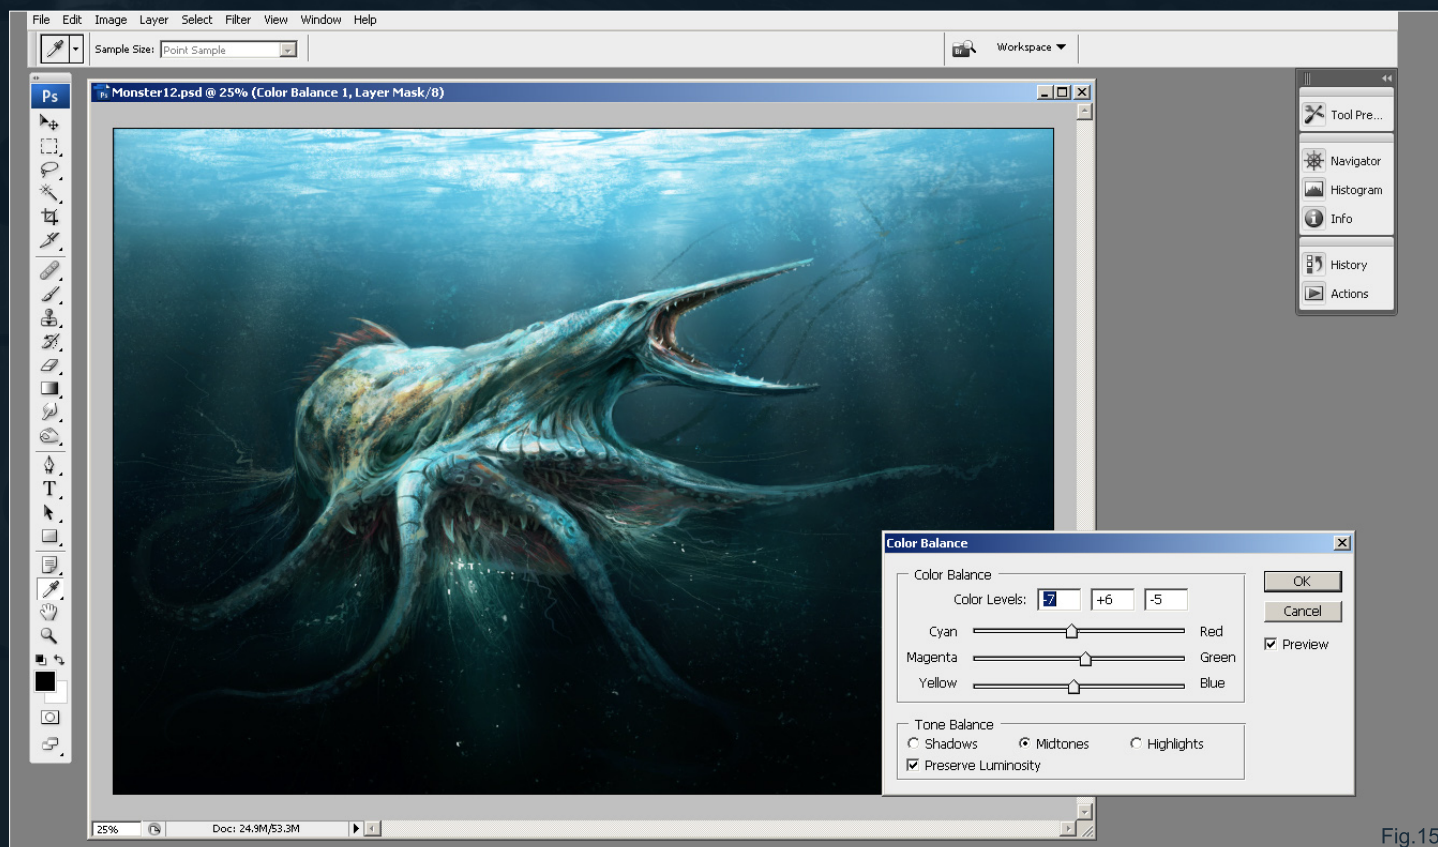 File Edit Image Layer Select Filter View Window Help
Sample Size: Point Sample
Br
Workspace
Ps
Monster12.psd @ 25% (Color Balance 1, Layer Mask/8)
Tool Pre...
Navigator
Histogram
Info
History
Actions
T
Color Balance
Color Balance
Color Levels: -7 +6 -5
Cyan Red
Magenta Green
Yellow Blue
OK
Cancel
Preview
Tone Balance
Shadows Midtones Highlights
Preserve Luminosity
25% Doc: 24.9M/53.3M
Fig.15